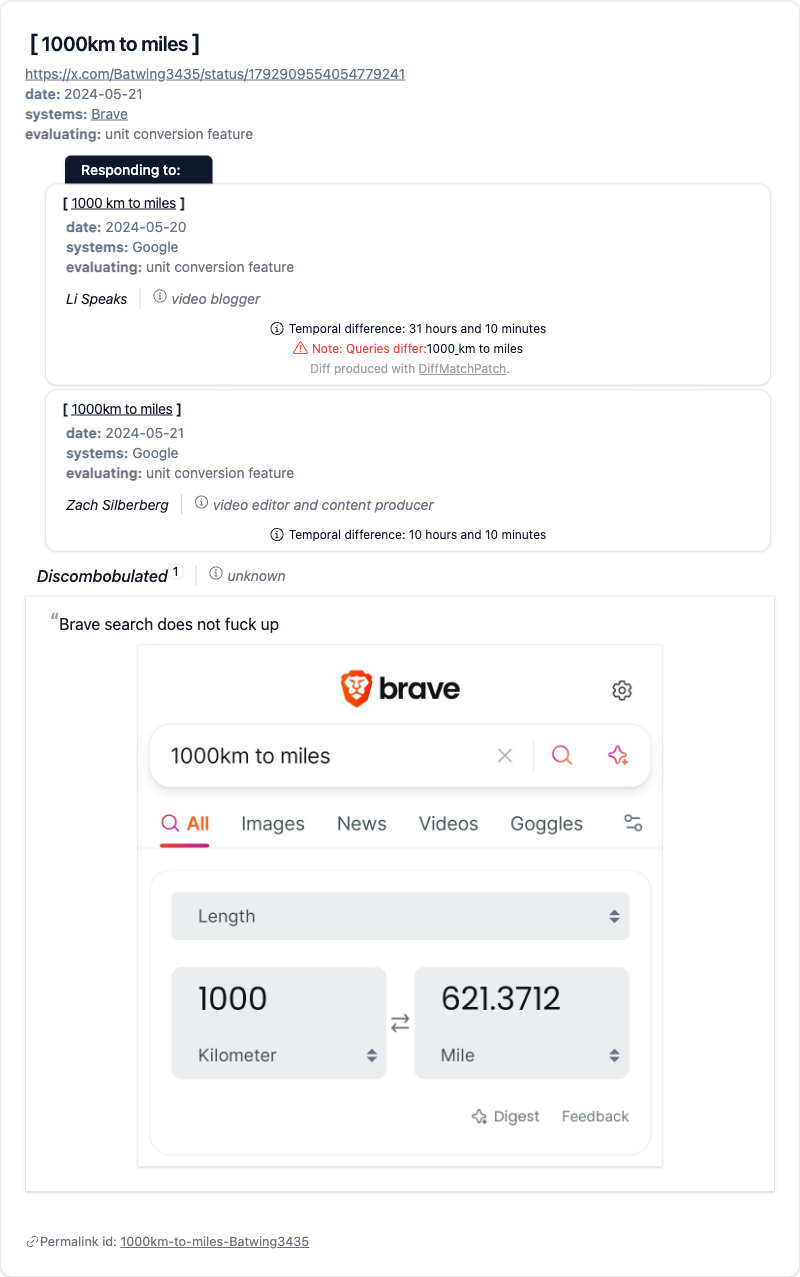 [ 1000km to miles ]
https://x.com/Batwing3435/status/1792909554054779241
date: 2024-05-21
systems: Brave
evaluating: unit conversion feature
Responding to:
[ 1000 km to miles ]
date: 2024-05-20
systems: Google
evaluating: unit conversion feature
Li Speaks ⓘ video blogger
ⓘ Temporal difference: 31 hours and 10 minutes
⚠ Note: Queries differ:1000 km to miles
Diff produced with DiffMatchPatch.
[ 1000km to miles ]
date: 2024-05-21
systems: Google
evaluating: unit conversion feature
Zach Silberberg ⓘ video editor and content producer
ⓘ Temporal difference: 10 hours and 10 minutes
Discombobulated 1 ⓘ unknown
“Brave search does not fuck up
brave
1000km to miles
All Images News Videos Goggles
Length
1000 621.3712
Kilometer Mile
Digest Feedback
Permalink id: 1000km-to-miles-Batwing3435